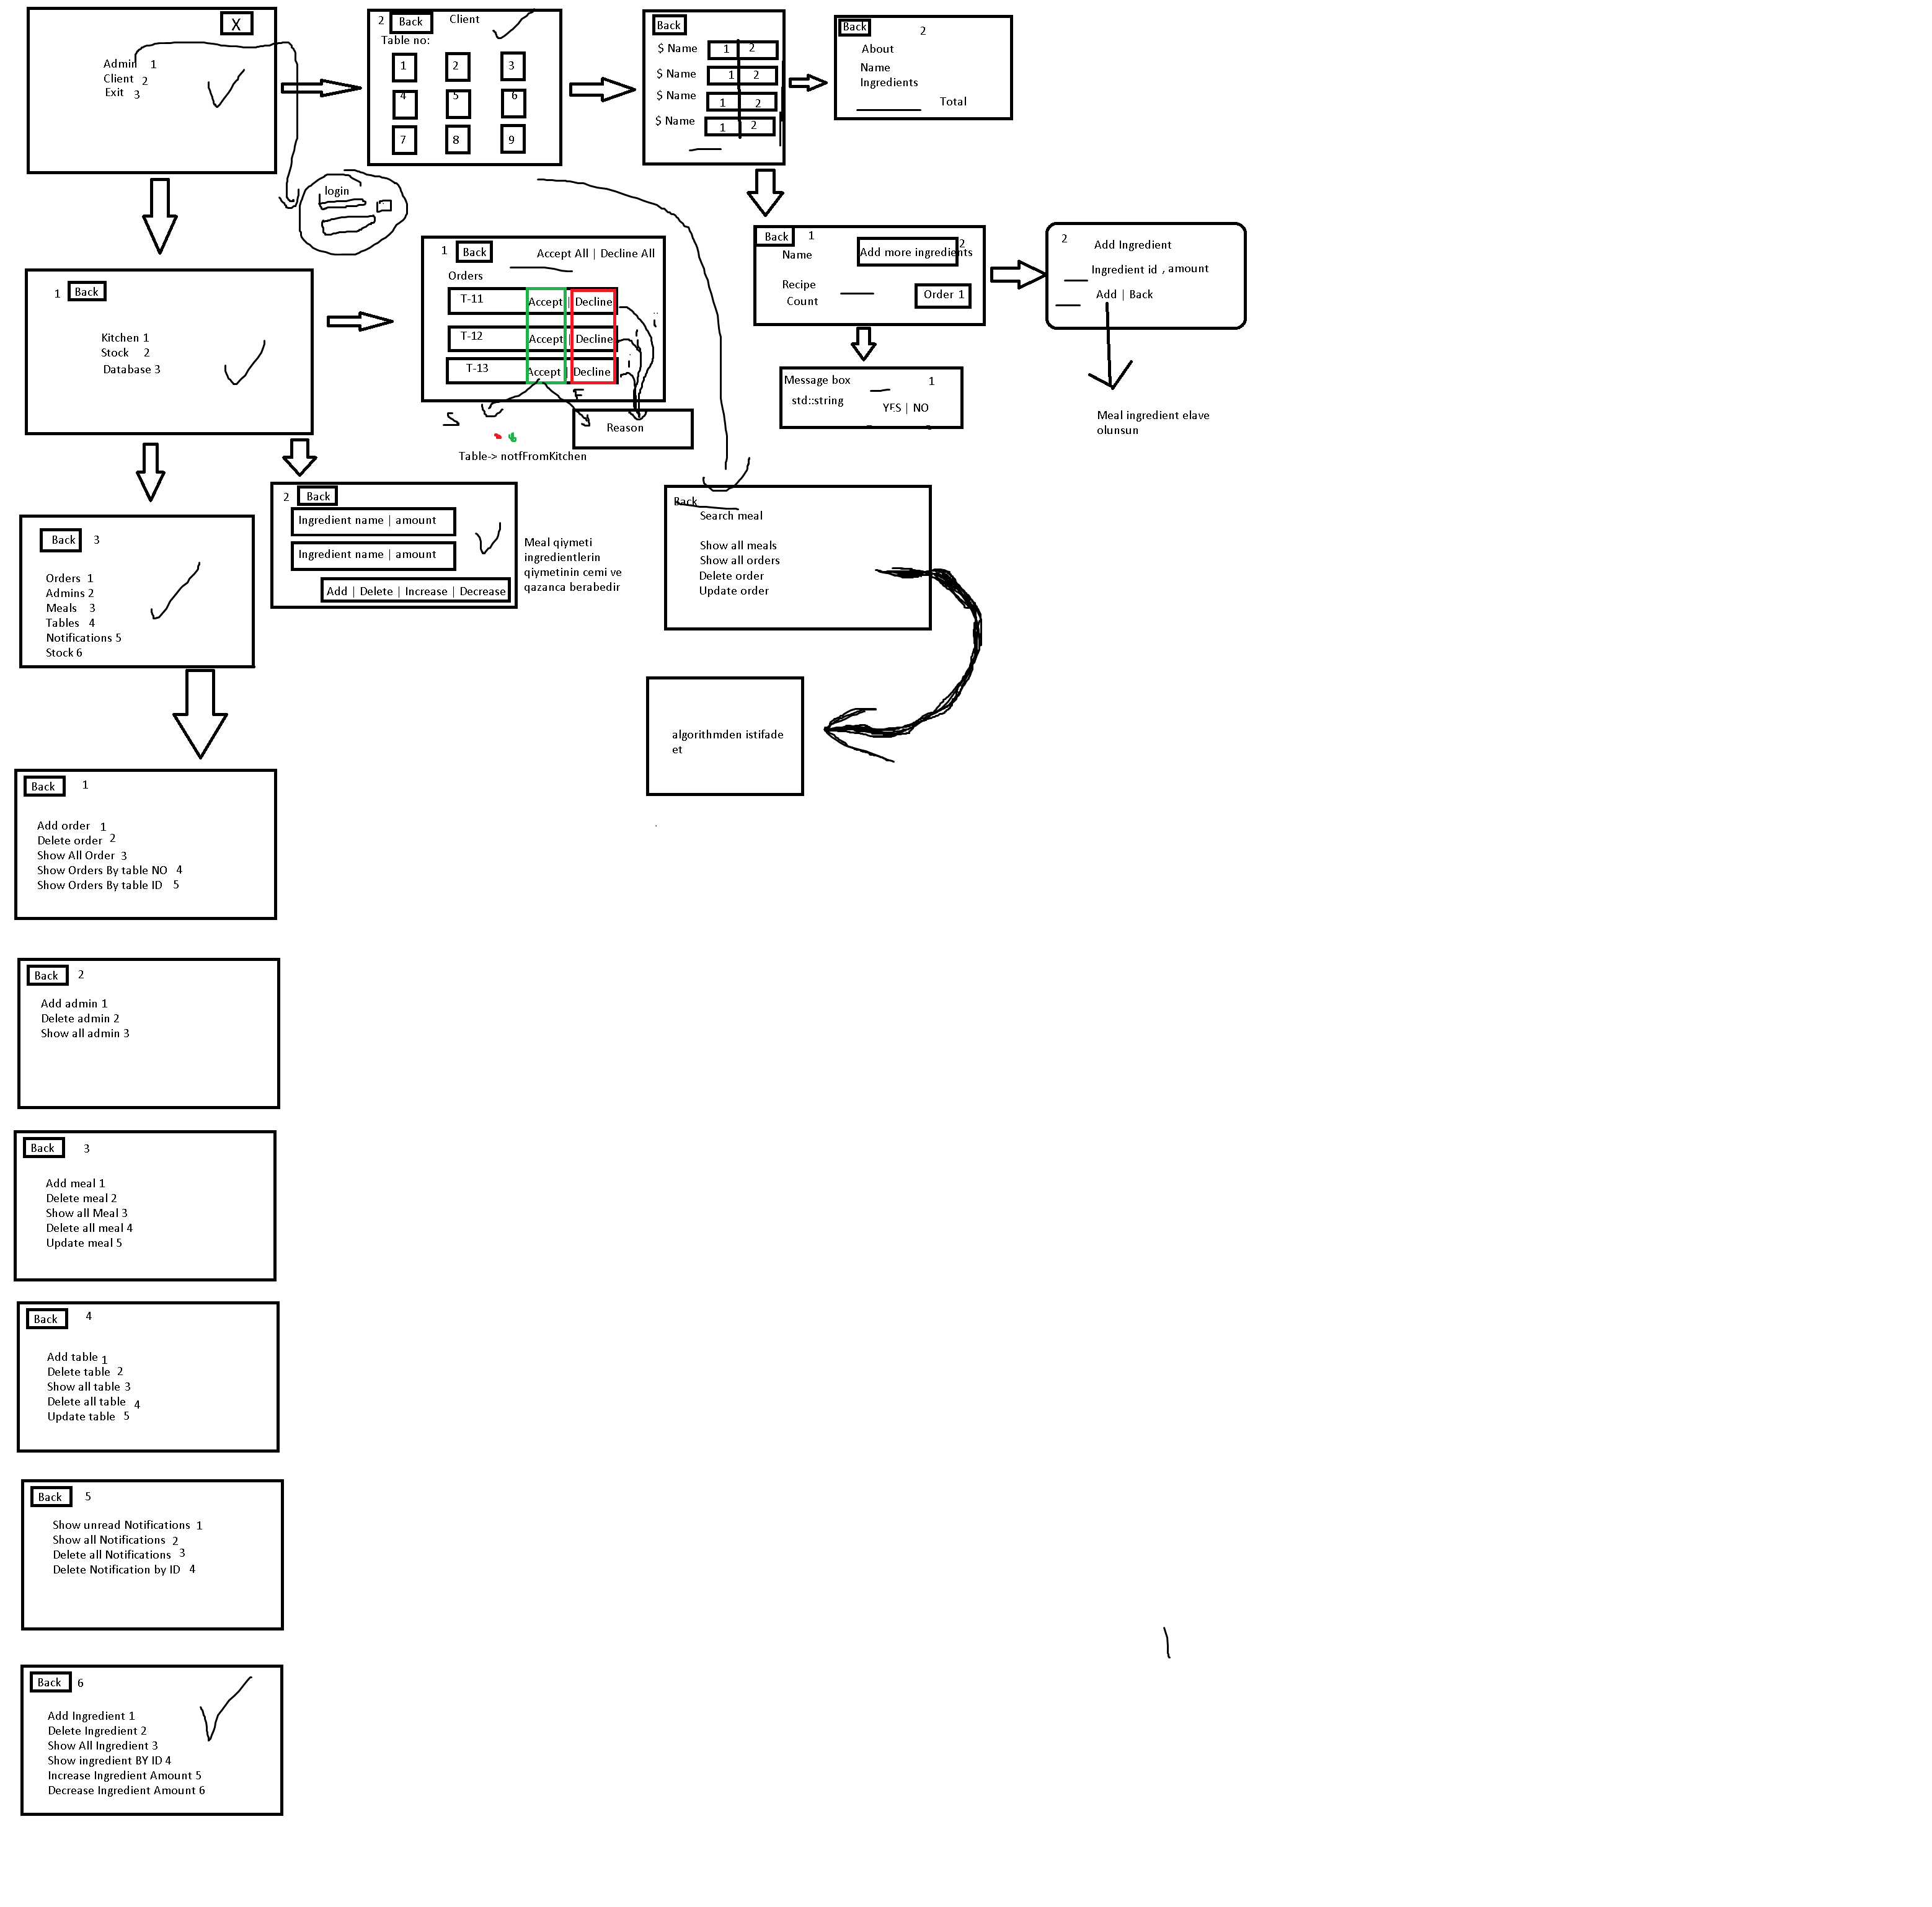 X
Admin 1
Client 2
Exit 3
2 Back Client
Table no:
1 2 3
4 5 6
7 8 9
Back
$ Name 1 2
$ Name 1 2
$ Name 1 2
$ Name 1 2
Back 2
About
Name
Ingredients
Total
login
1 Back
Kitchen 1
Stock 2
Database 3
1 Back
Accept All | Decline All
Orders
T-11 Accept | Decline
T-12 Accept | Decline
T-13 Accept | Decline
S
F
Reason
Table-> notfFromKitchen
Back 1
Name
Add more ingredients 2
Recipe
Count
Order 1
2
Add Ingredient
Ingredient id , amount
Add | Back
Meal ingredient elave
olunsun
Message box 1
std::string
YES | NO
Back 3
Orders 1
Admins 2
Meals 3
Tables 4
Notifications 5
Stock 6
2 Back
Ingredient name | amount
Ingredient name | amount
Add | Delete | Increase | Decrease
Meal qiymeti
ingredientlerin
qiymetinin cemi ve
qazanca berabedir
Back
Search meal
Show all meals
Show all orders
Delete order
Update order
algorithmden istifade
et
Back 1
Add order 1
Delete order 2
Show All Order 3
Show Orders By table NO 4
Show Orders By table ID 5
Back 2
Add admin 1
Delete admin 2
Show all admin 3
Back 3
Add meal 1
Delete meal 2
Show all Meal 3
Delete all meal 4
Update meal 5
Back 4
Add table 1
Delete table 2
Show all table 3
Delete all table 4
Update table 5
Back 5
Show unread Notifications 1
Show all Notifications 2
Delete all Notifications 3
Delete Notification by ID 4
Back 6
Add Ingredient 1
Delete Ingredient 2
Show All Ingredient 3
Show ingredient BY ID 4
Increase Ingredient Amount 5
Decrease Ingredient Amount 6